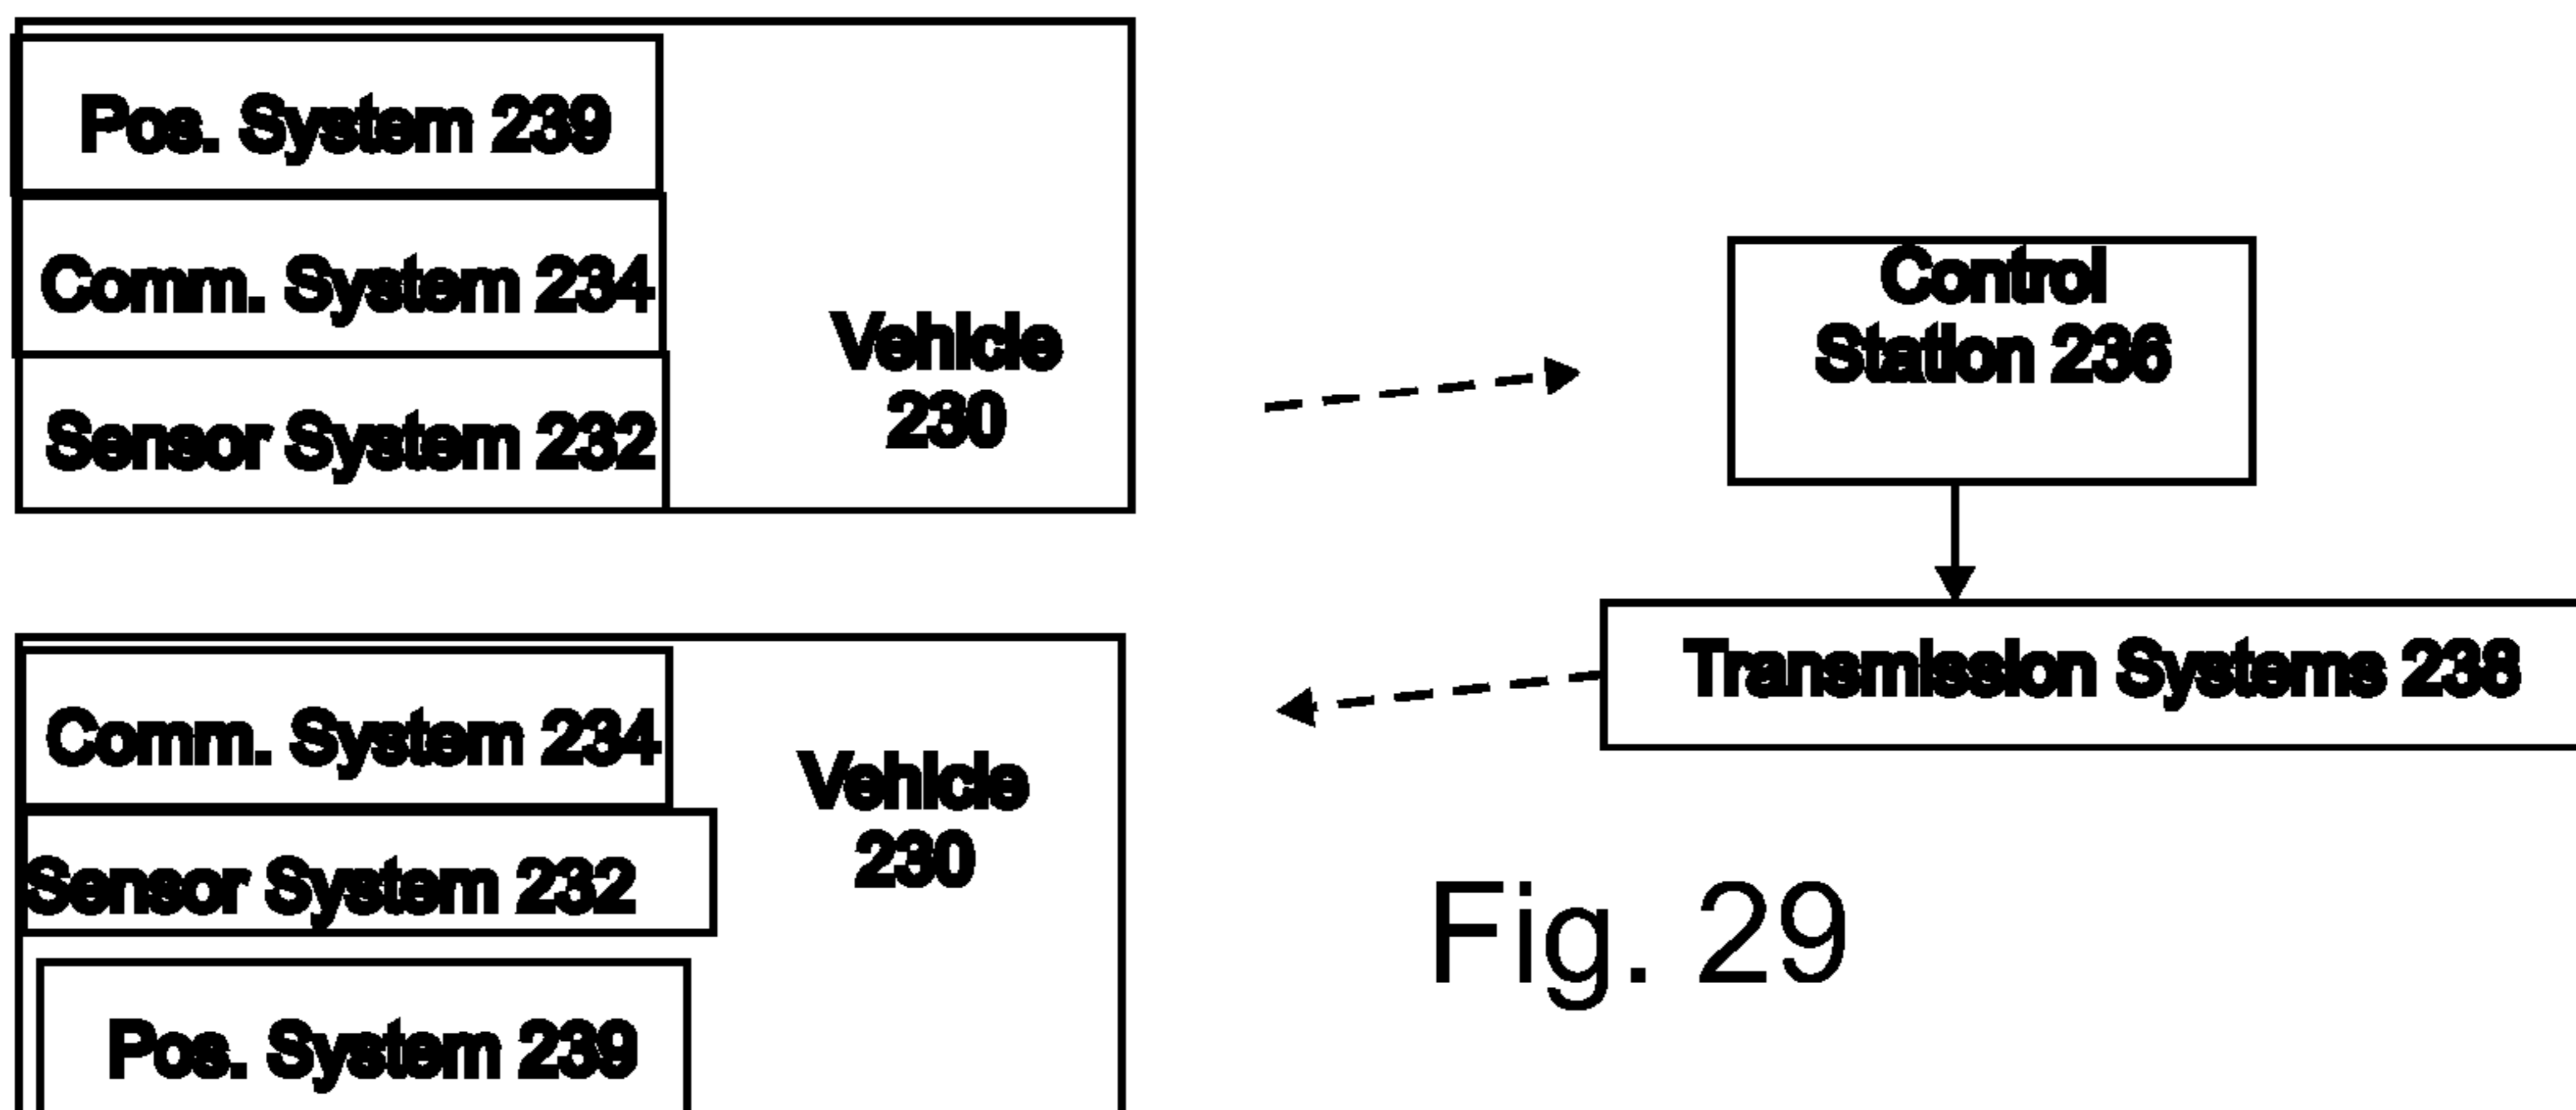 Pos. System 239
Comm. System 234
Sensor System 232
Vehicle
230
Control
Station 236
Transmission Systems 238
Comm. System 234
Sensor System 232
Pos. System 239
Vehicle
230
Fig. 29